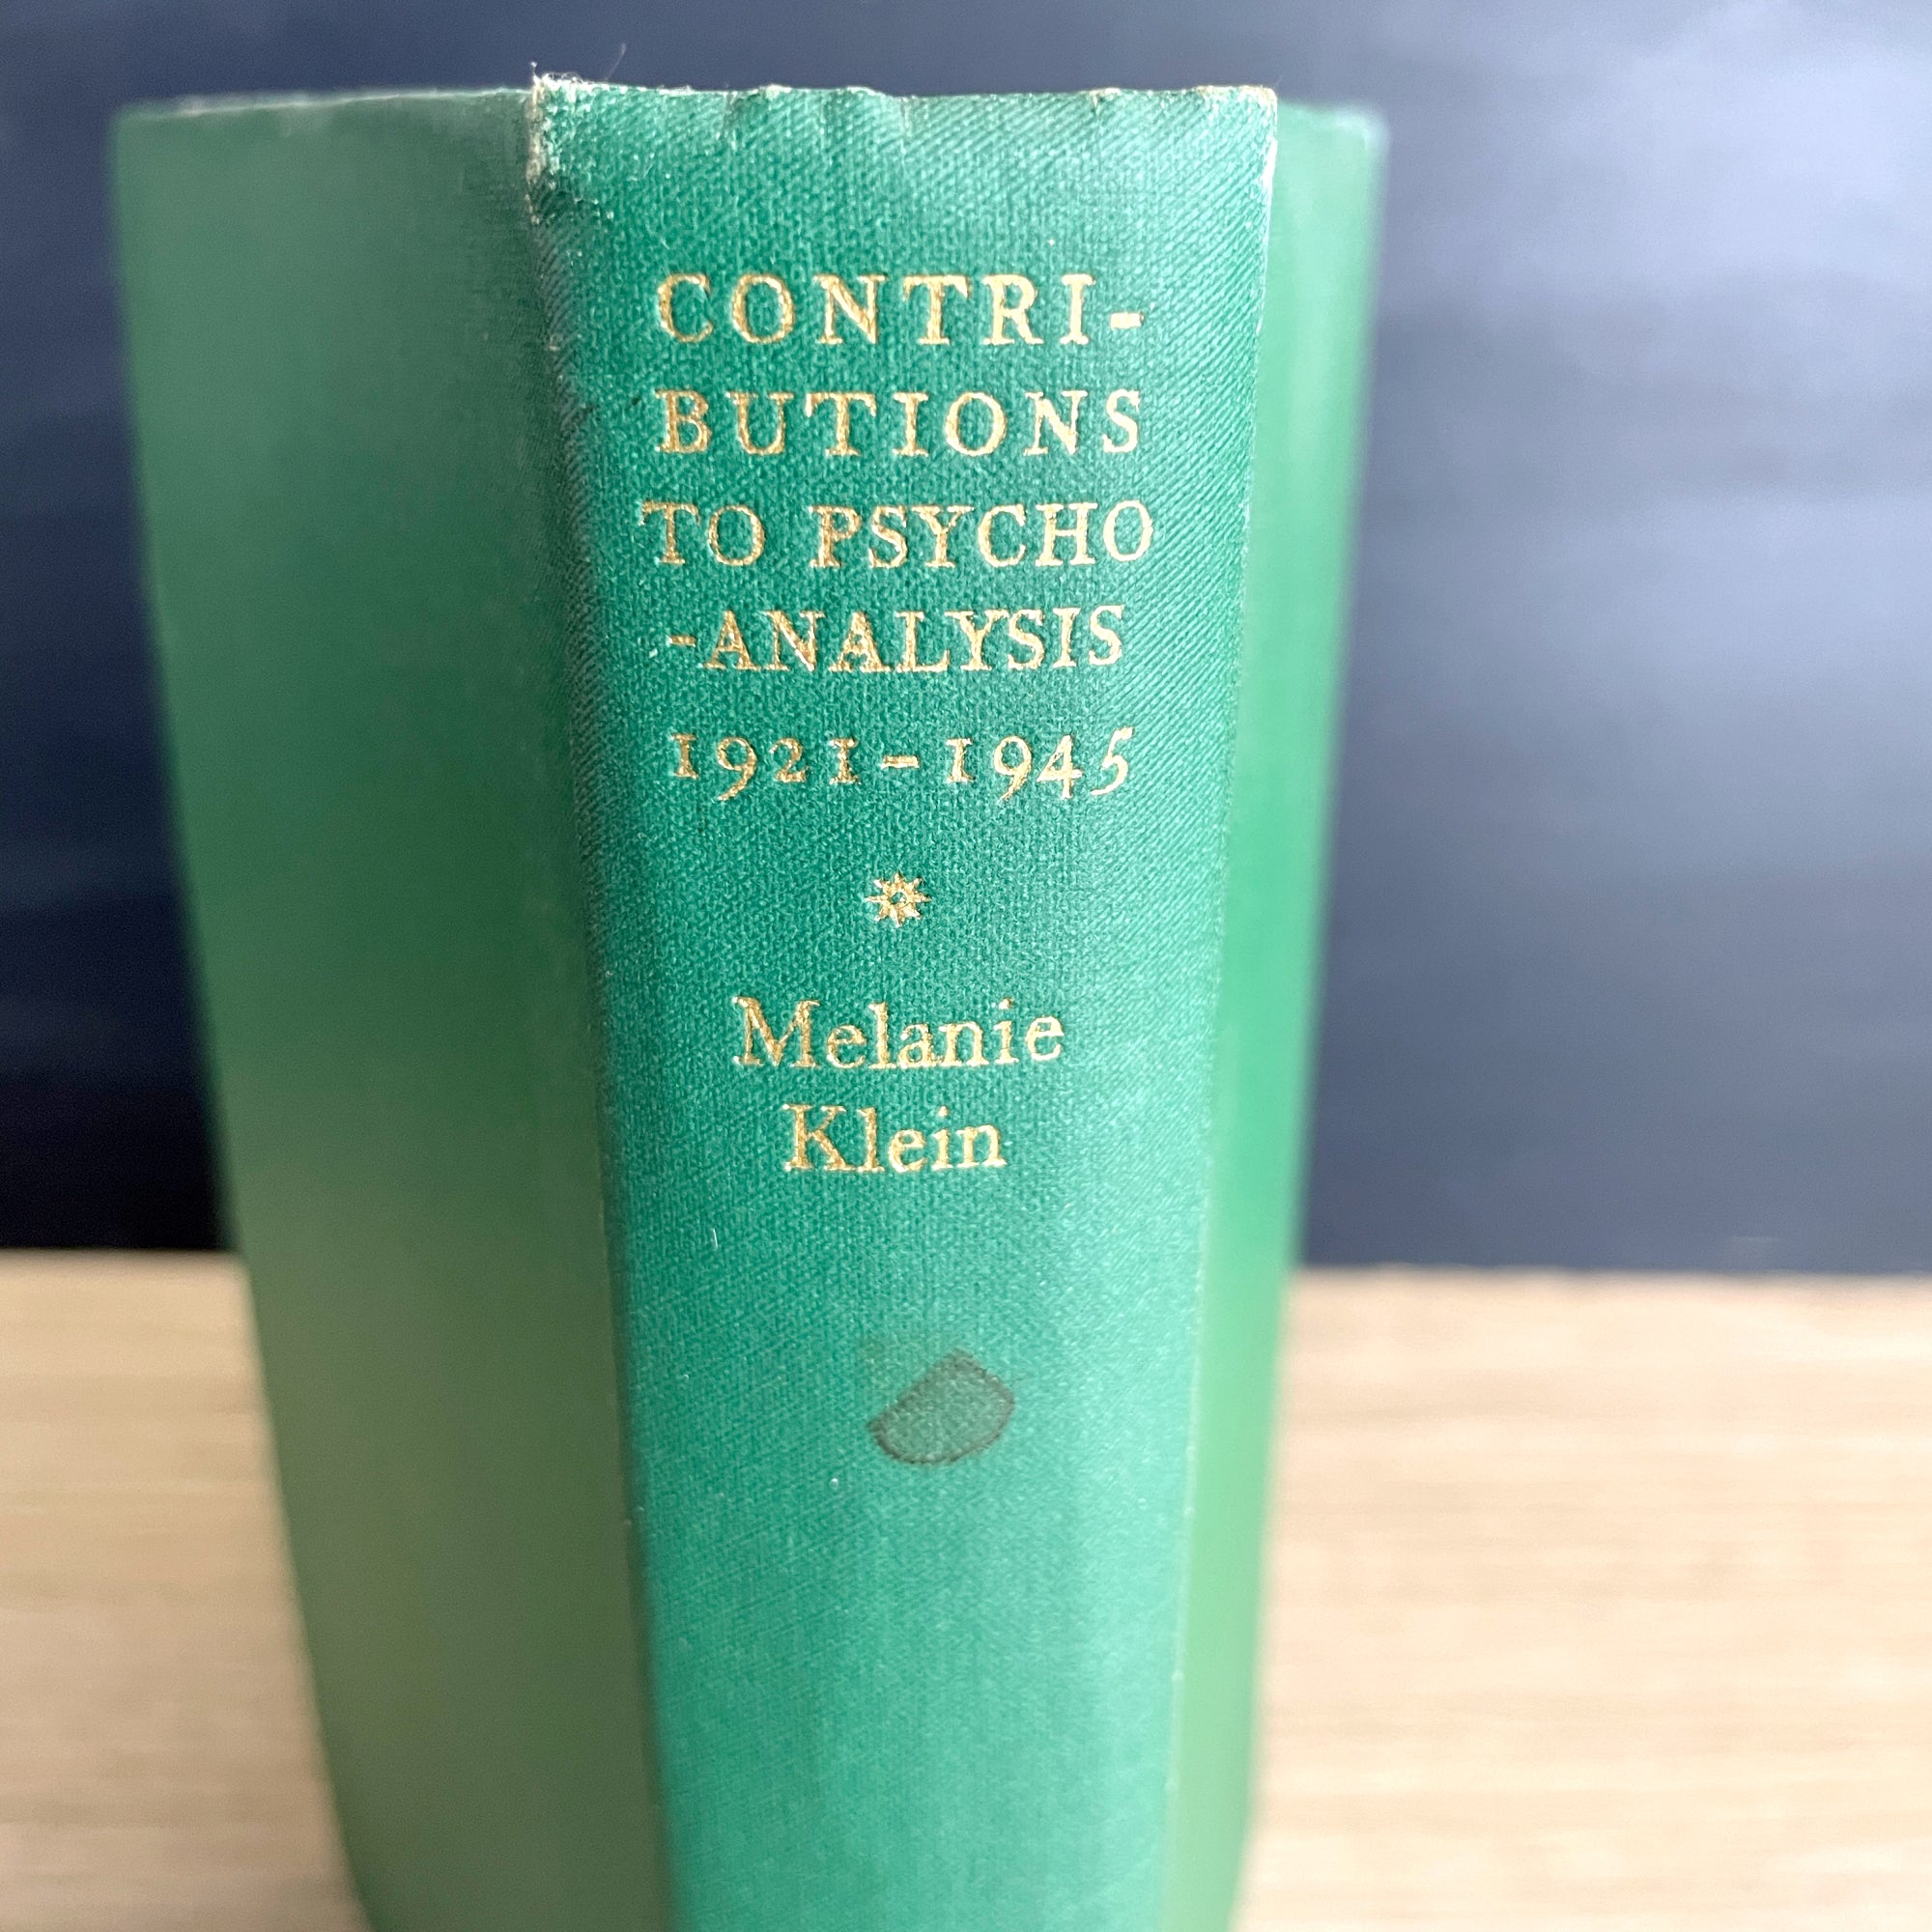 CONTRI-
BUTIONS
TO PSYCHO
-ANALYSIS
1921-1945
Melanie
Klein